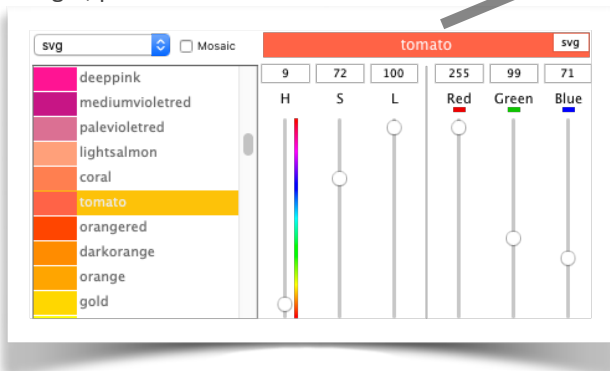 svg
Mosaic
deeppink
mediumvioletred
palevioletred
lightsalmon
coral
tomato
orangered
darkorange
orange
gold
tomato
svg
9 72 100 255 99 71
H S L Red Green Blue